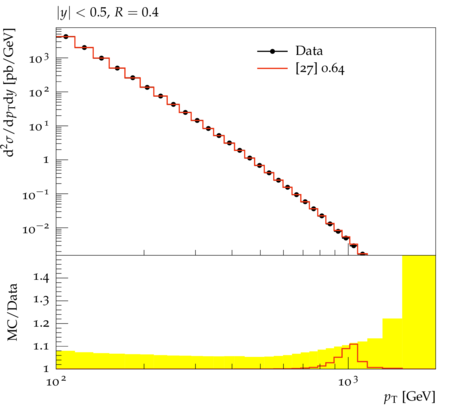 |y| < 0.5, R = 0.4
d²σ/dp_T dy [pb/GeV]
Data
[27] 0.64
10³
10²
10¹
1
10⁻¹
10⁻²
MC/Data
1.4
1.3
1.2
1.1
1
10² 10³
p_T [GeV]